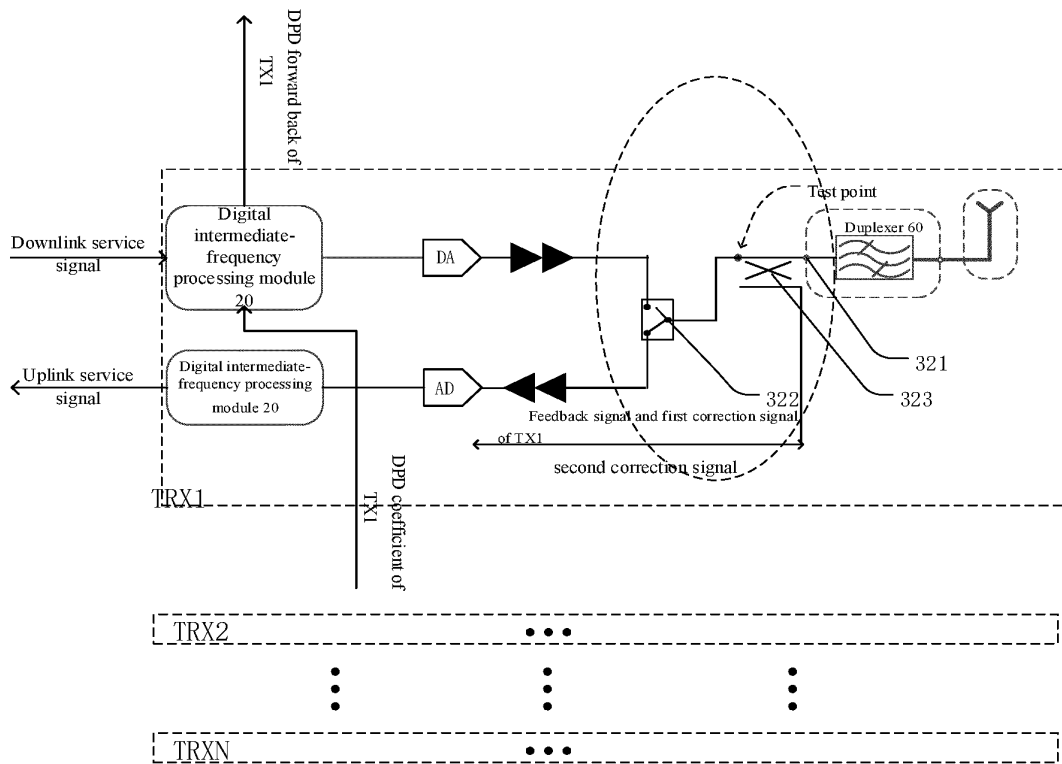 DPD forward back of
TX1
Test point
Digital
intermediate-
frequency
processing module
20
Downlink service
signal
DA
Duplexer 60
321
Digital intermediate-
frequency processing
module 20
Uplink service
signal
AD
322
323
Feedback signal and first correction signal
of TX1
second correction signal
TRX1
DPD coefficient of
TX1
TRX2
TRXN